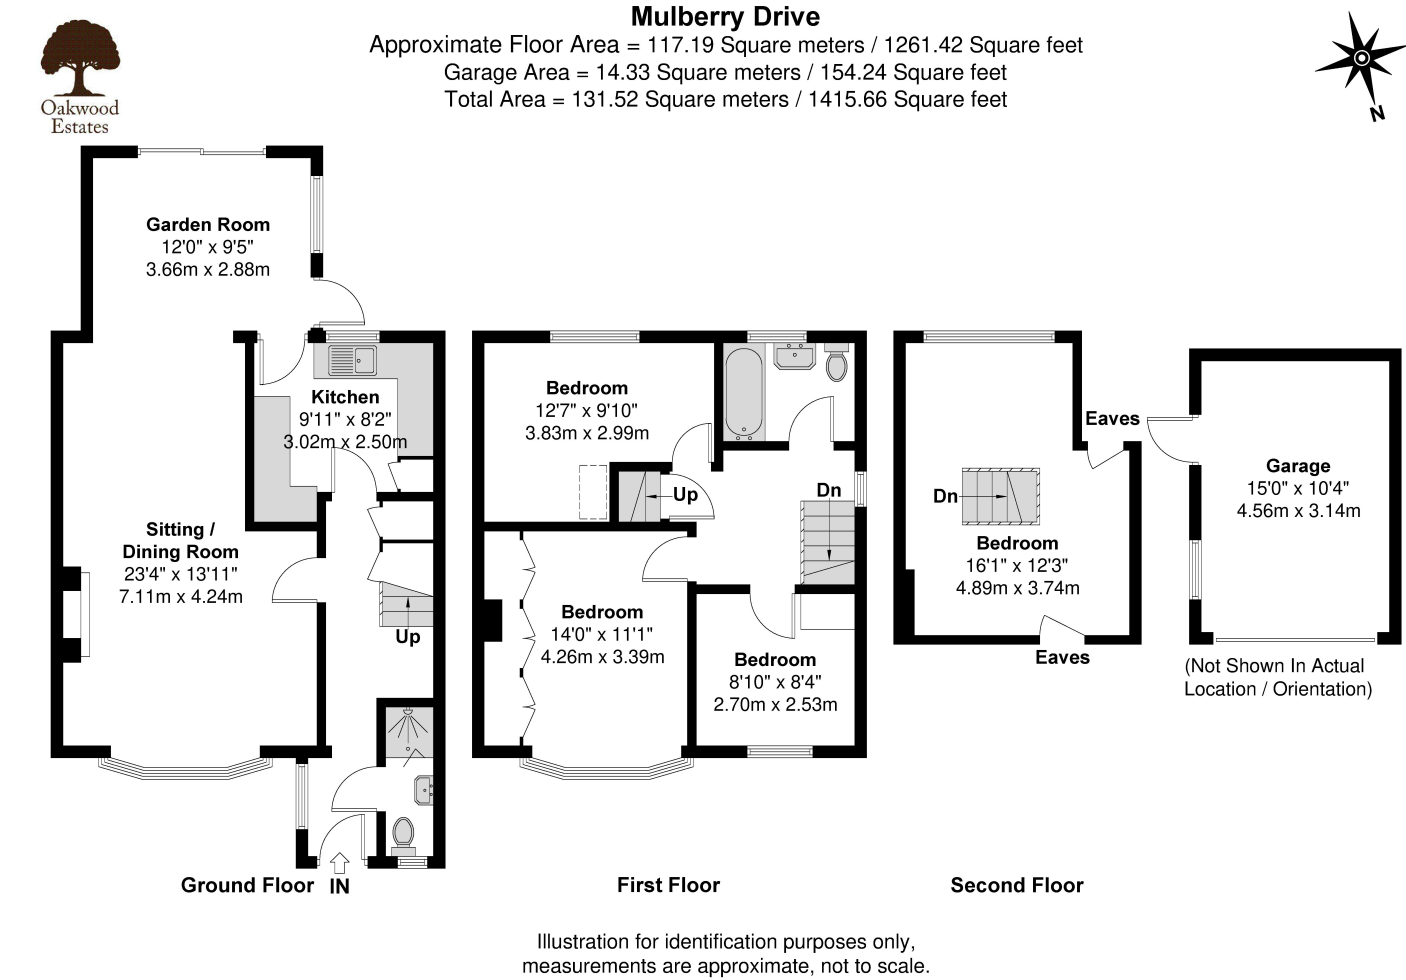 Mulberry Drive
Approximate Floor Area = 117.19 Square meters / 1261.42 Square feet
Garage Area = 14.33 Square meters / 154.24 Square feet
Total Area = 131.52 Square meters / 1415.66 Square feet
Oakwood
Estates
N
Garden Room
12'0" x 9'5"
3.66m x 2.88m
Kitchen
9'11" x 8'2"
3.02m x 2.50m
Sitting /
Dining Room
23'4" x 13'11"
7.11m x 4.24m
Up
Ground Floor
IN
Bedroom
12'7" x 9'10"
3.83m x 2.99m
Up
Dn
Bedroom
14'0" x 11'1"
4.26m x 3.39m
Bedroom
8'10" x 8'4"
2.70m x 2.53m
First Floor
Eaves
Dn
Bedroom
16'1" x 12'3"
4.89m x 3.74m
Eaves
Second Floor
Garage
15'0" x 10'4"
4.56m x 3.14m
(Not Shown In Actual
Location / Orientation)
Illustration for identification purposes only,
measurements are approximate, not to scale.